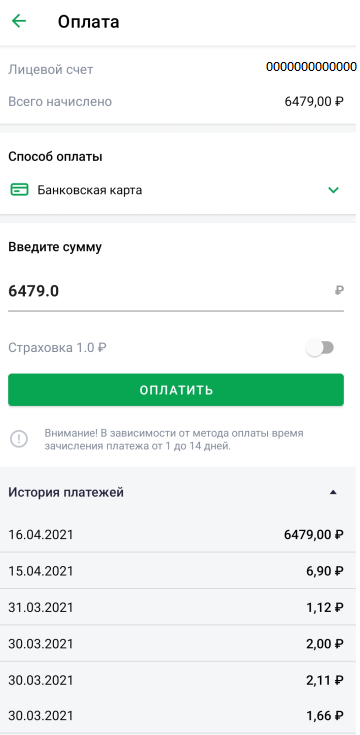 Оплата
Лицевой счет 0000000000000
Всего начислено 6479,00 ₽
Способ оплаты
Банковская карта
Введите сумму
6479.0 ₽
Страховка 1.0 ₽
ОПЛАТИТЬ
Внимание! В зависимости от метода оплаты время
зачисления платежа от 1 до 14 дней.
История платежей
16.04.2021 6479,00 ₽
15.04.2021 6,90 ₽
31.03.2021 1,12 ₽
30.03.2021 2,00 ₽
30.03.2021 2,11 ₽
30.03.2021 1,66 ₽